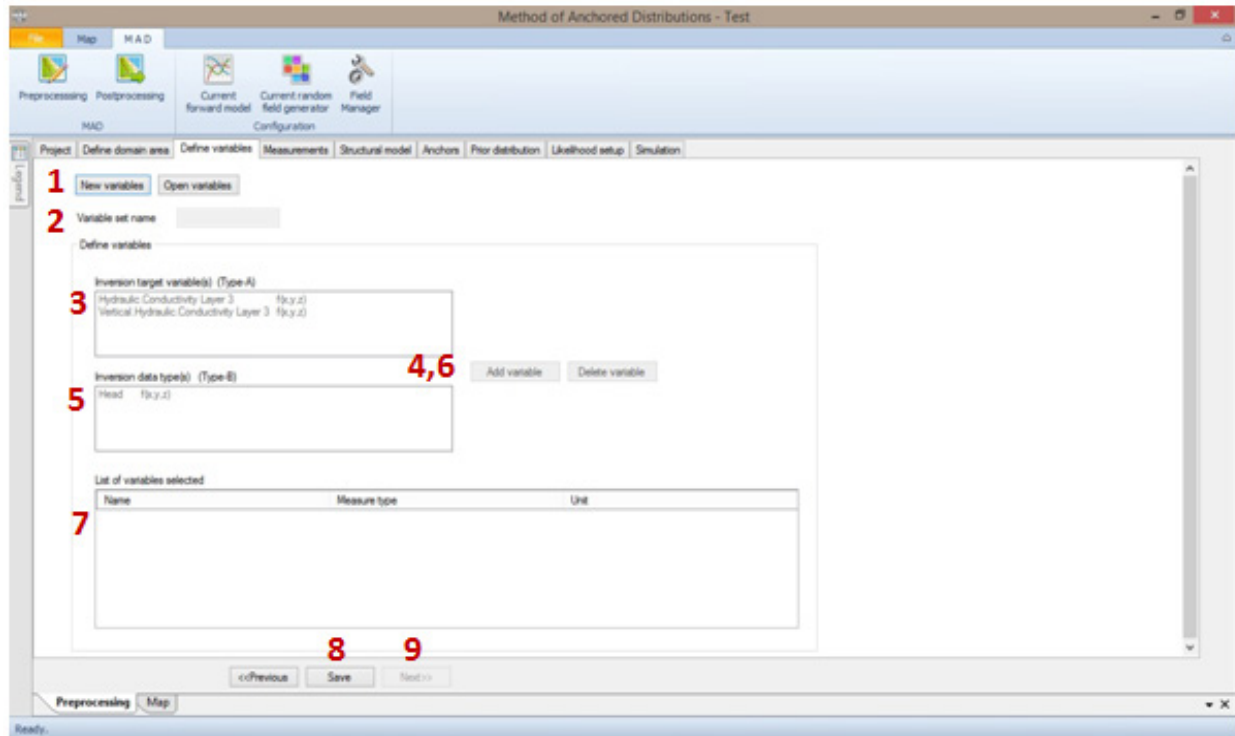 Method of Anchored Distributions - Test
File Map MAD
Preprocesssing Postprocessing Current forward model Current random field generator Field Manager
MAD Configuration
Legend
Project Define domain area Define variables Measurements Structural model Anchors Prior distribution Likelihood setup Simulation
1 New variables Open variables
2 Variable set name
Define variables
Inversion target variable(s) (Type-A)
3 Hydraulic Conductivity Layer 3 f(x,y,z)
Vertical Hydraulic Conductivity Layer 3 f(x,y,z)
4,6 Add variable Delete variable
Inversion data type(s) (Type-B)
5 Head f(x,y,z)
List of variables selected
Name Measure type Unit
7
8 9
<<Previous Save Next>>
Preprocessing Map
Ready.